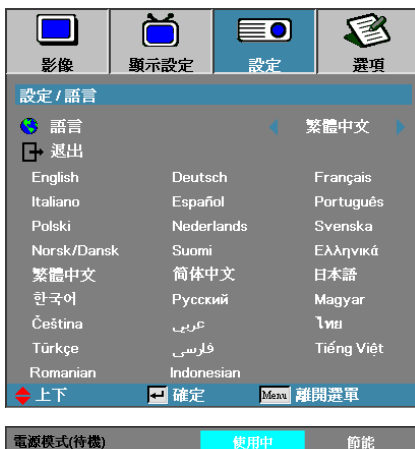 影像 顯示設定 設定 選項
設定 / 語言
語言 繁體中文
退出
English Deutsch Français
Italiano Español Português
Polski Nederlands Svenska
Norsk/Dansk Suomi Ελληνικά
繁體中文 简体中文 日本語
한국어 Русский Magyar
Čeština عربي ไทย
Türkçe فارسی Tiếng Việt
Romanian Indonesian
上下 確定 Menu 離開選單
電源模式(待機) 使用中 節能